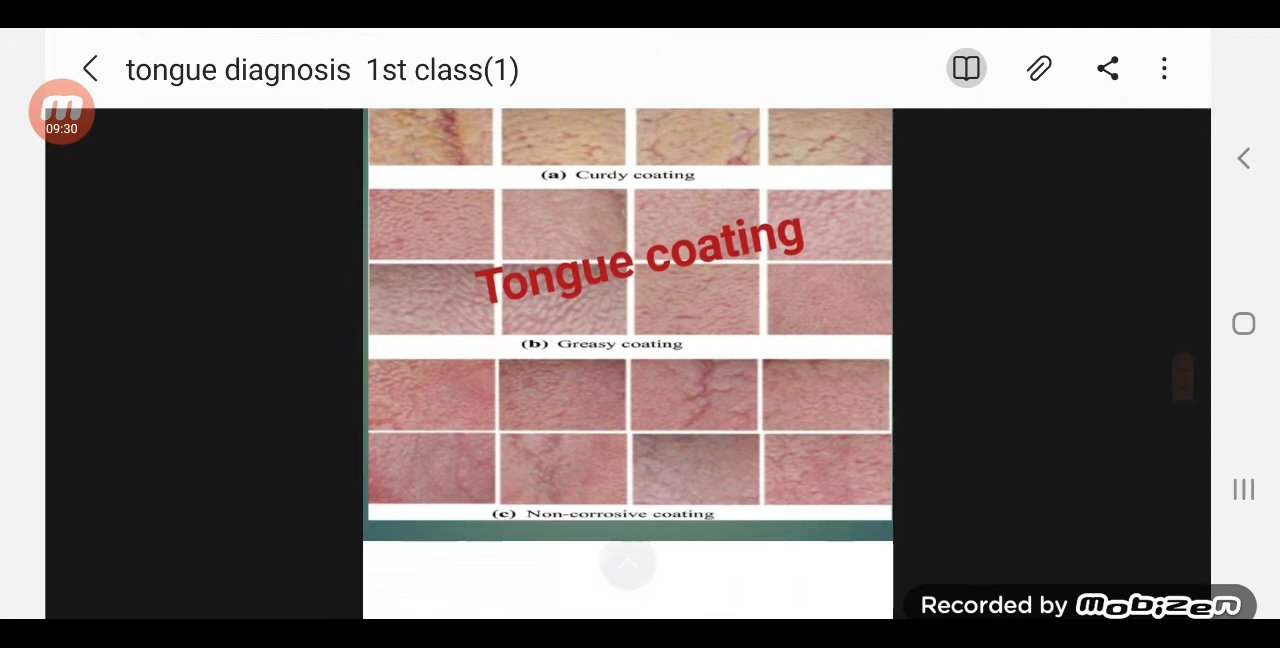 tongue diagnosis 1st class(1)
09:30
(a) Curdy coating
Tongue coating
(b) Greasy coating
(c) Non-corrosive coating
Recorded by Mobizen